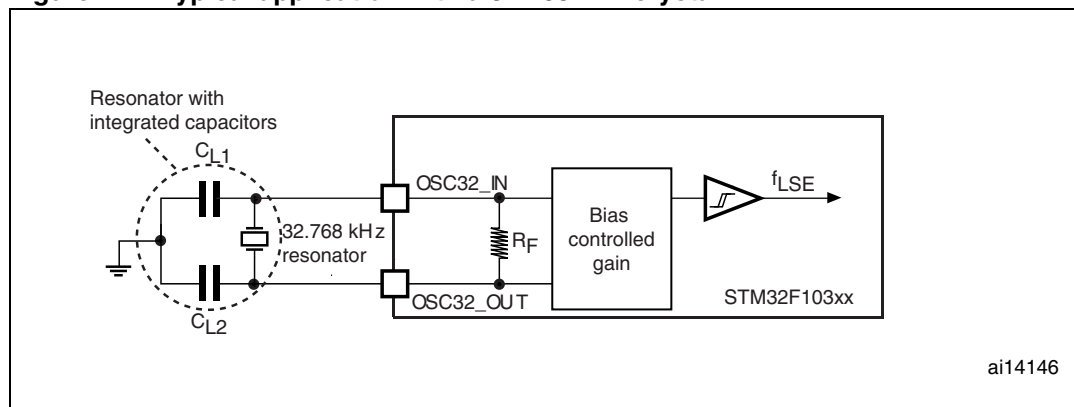 Resonator with
integrated capacitors
CL1
OSC32_IN
fLSE
32.768 kHz
resonator
RF
Bias
controlled
gain
STM32F103xx
OSC32_OUT
CL2
ai14146